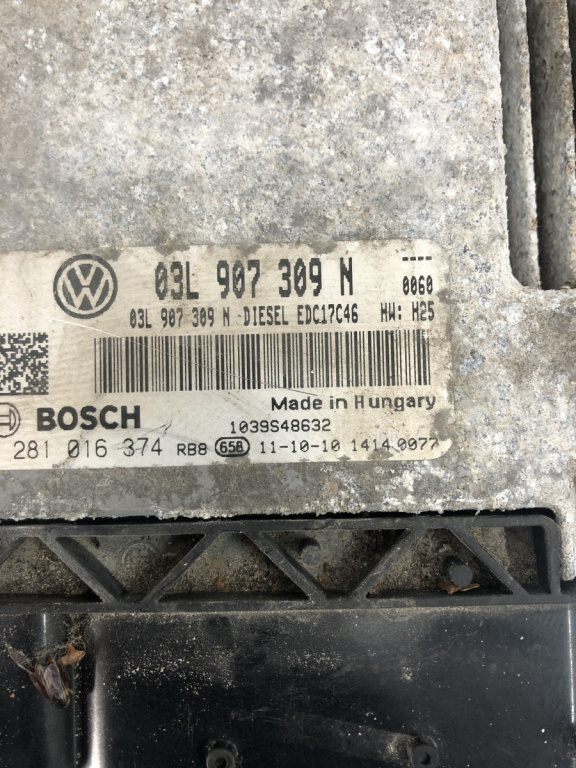 03L 907 309 N ----
0060
03L 907 309 N -DIESEL EDC17C46 HW: H25
BOSCH Made in Hungary
1039S48632
281 016 374 RB8 658 11-10-10 1414 0977